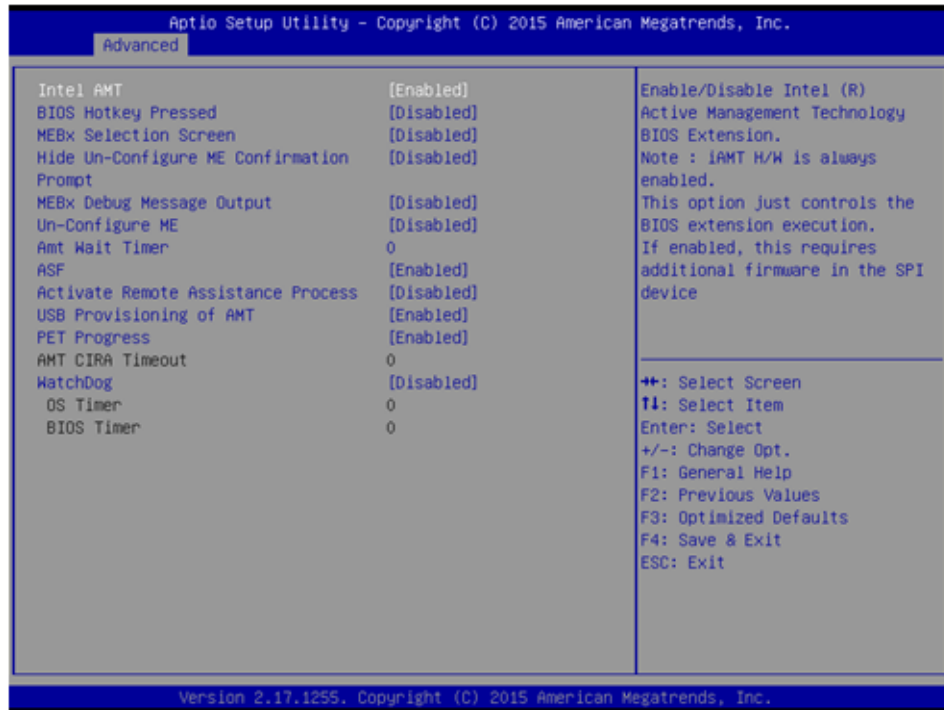 Aptio Setup Utility – Copyright (C) 2015 American Megatrends, Inc.
Advanced
Intel AMT [Enabled]
BIOS Hotkey Pressed [Disabled]
MEBx Selection Screen [Disabled]
Hide Un-Configure ME Confirmation [Disabled]
Prompt
MEBx Debug Message Output [Disabled]
Un-Configure ME [Disabled]
Amt Wait Timer 0
ASF [Enabled]
Activate Remote Assistance Process [Disabled]
USB Provisioning of AMT [Enabled]
PET Progress [Enabled]
AMT CIRA Timeout 0
WatchDog [Disabled]
OS Timer 0
BIOS Timer 0
Enable/Disable Intel (R)
Active Management Technology
BIOS Extension.
Note : iAMT H/W is always
enabled.
This option just controls the
BIOS extension execution.
If enabled, this requires
additional firmware in the SPI
device
→←: Select Screen
↑↓: Select Item
Enter: Select
+/-: Change Opt.
F1: General Help
F2: Previous Values
F3: Optimized Defaults
F4: Save & Exit
ESC: Exit
Version 2.17.1255. Copyright (C) 2015 American Megatrends, Inc.